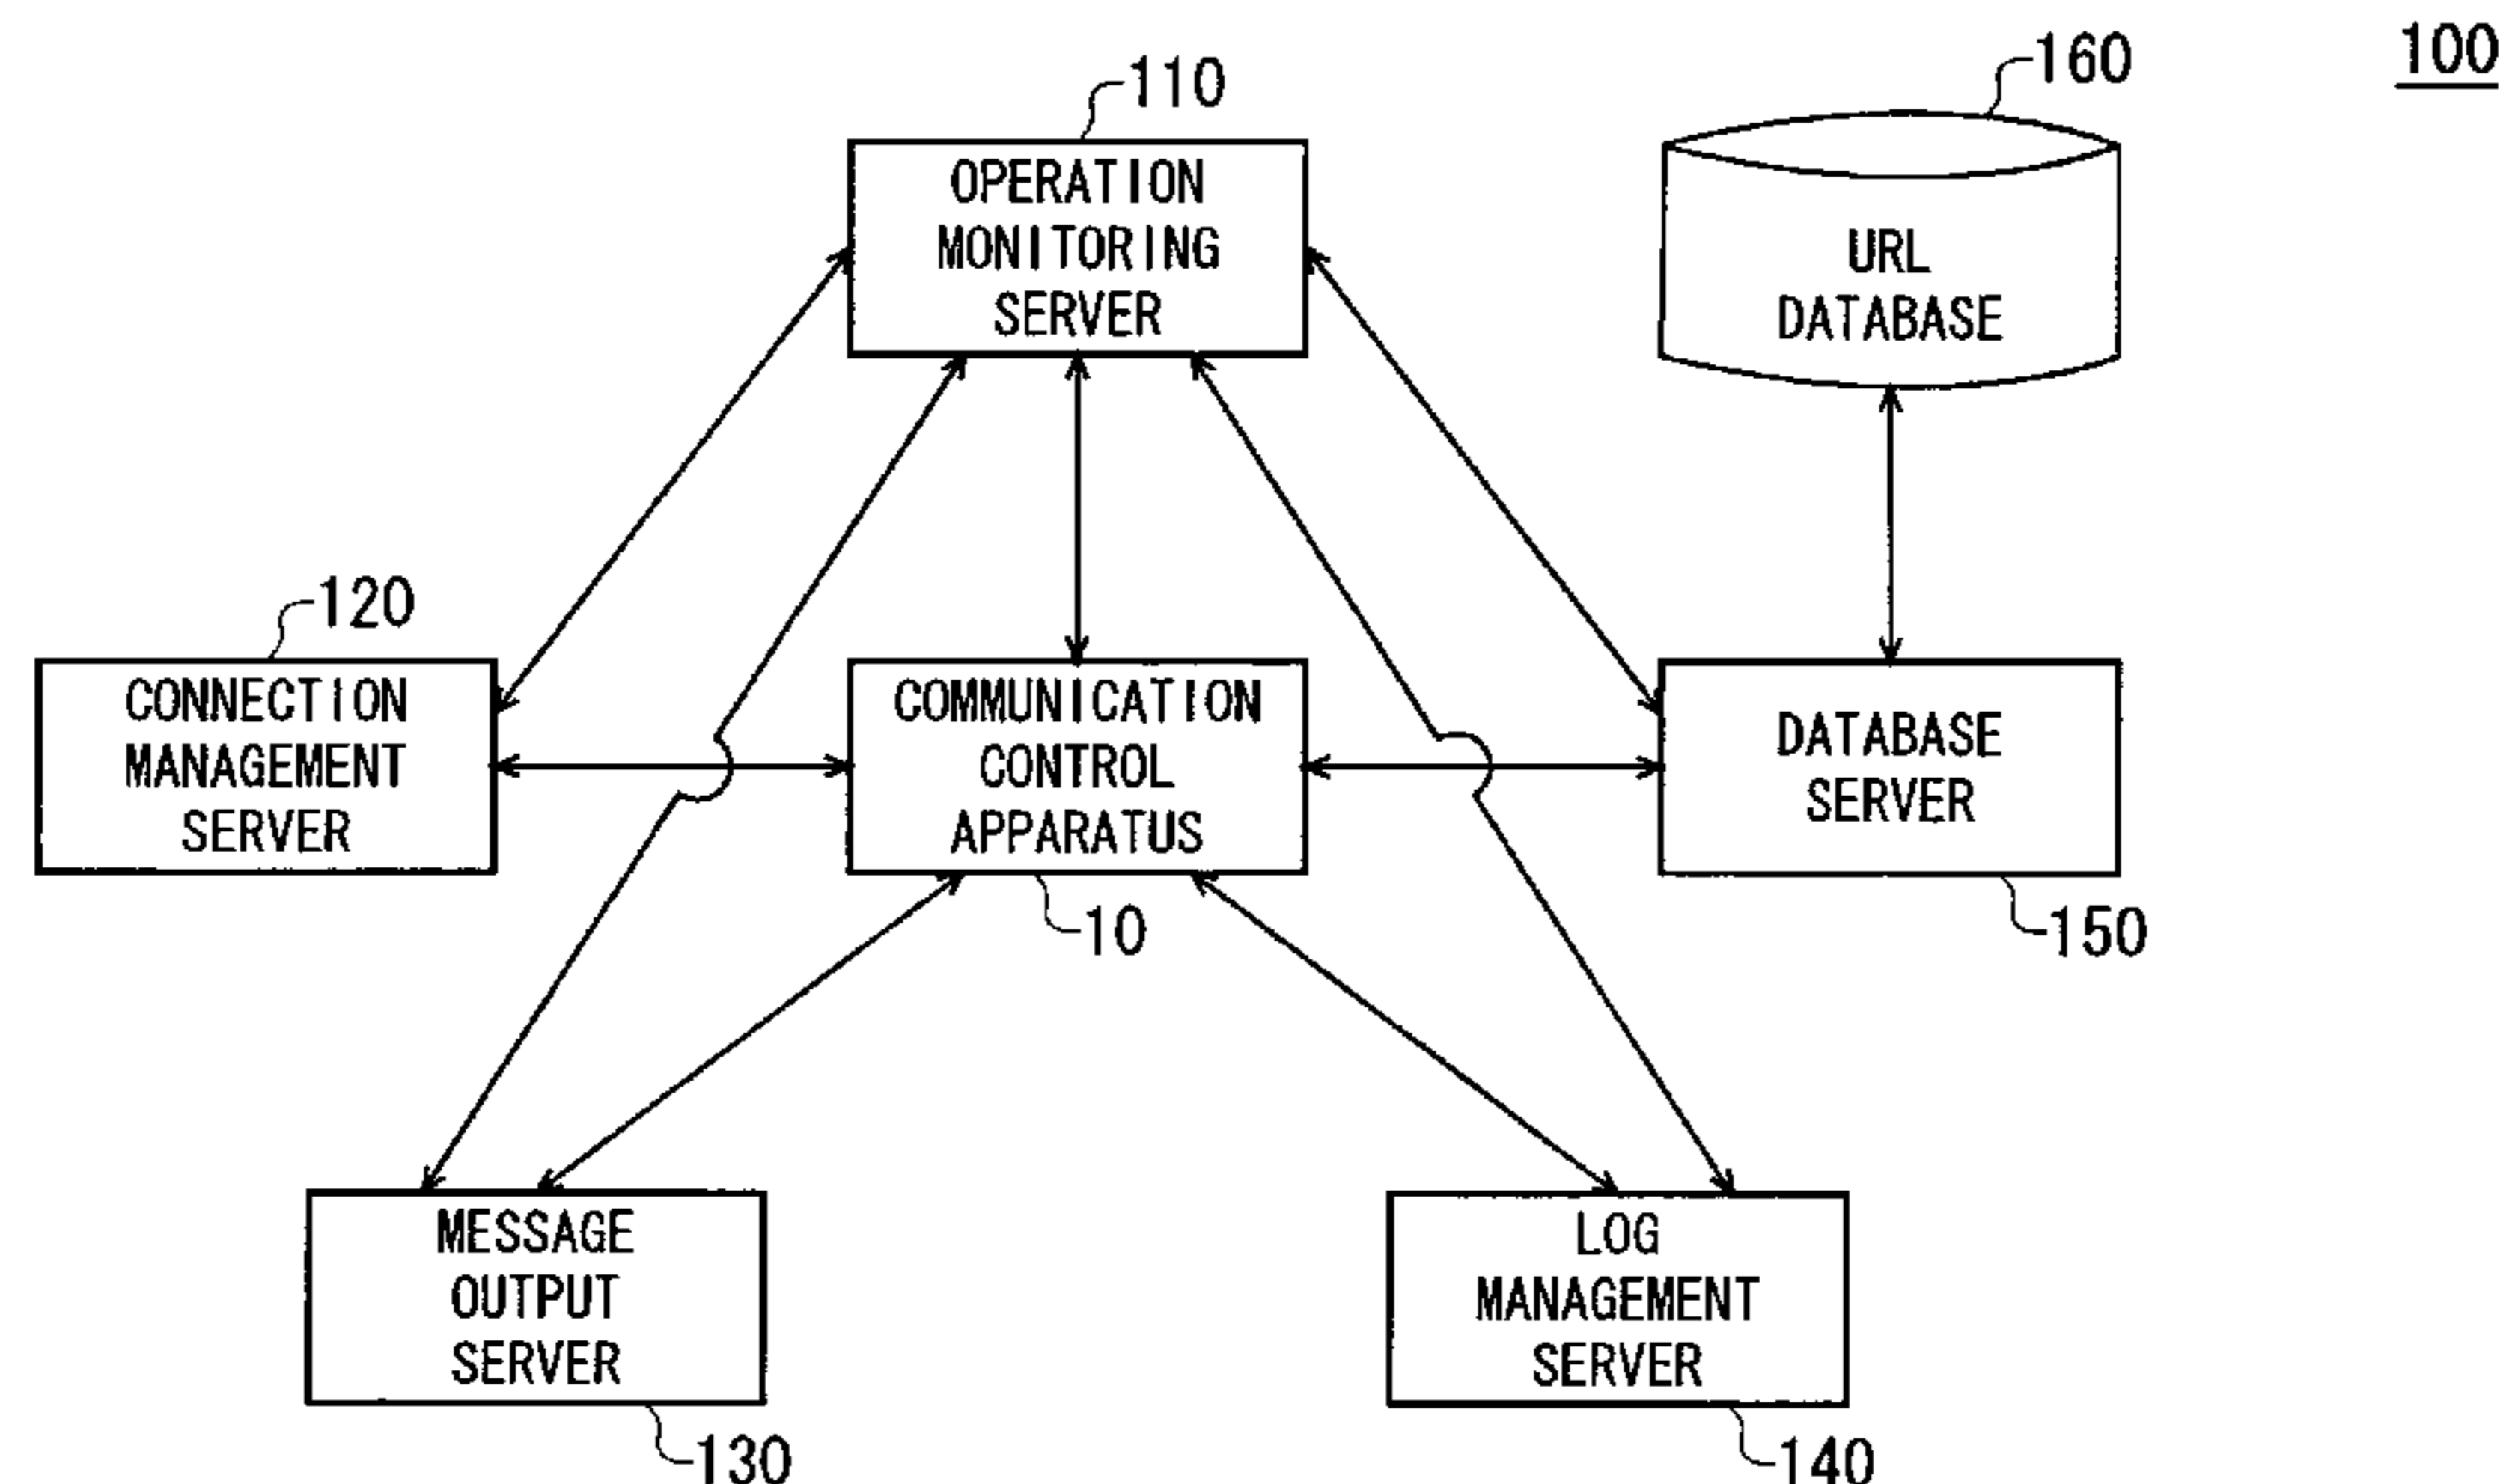 100
160
110
OPERATION
MONITORING
SERVER
URL
DATABASE
120
CONNECTION
MANAGEMENT
SERVER
COMMUNICATION
CONTROL
APPARATUS
10
DATABASE
SERVER
150
MESSAGE
OUTPUT
SERVER
130
LOG
MANAGEMENT
SERVER
140